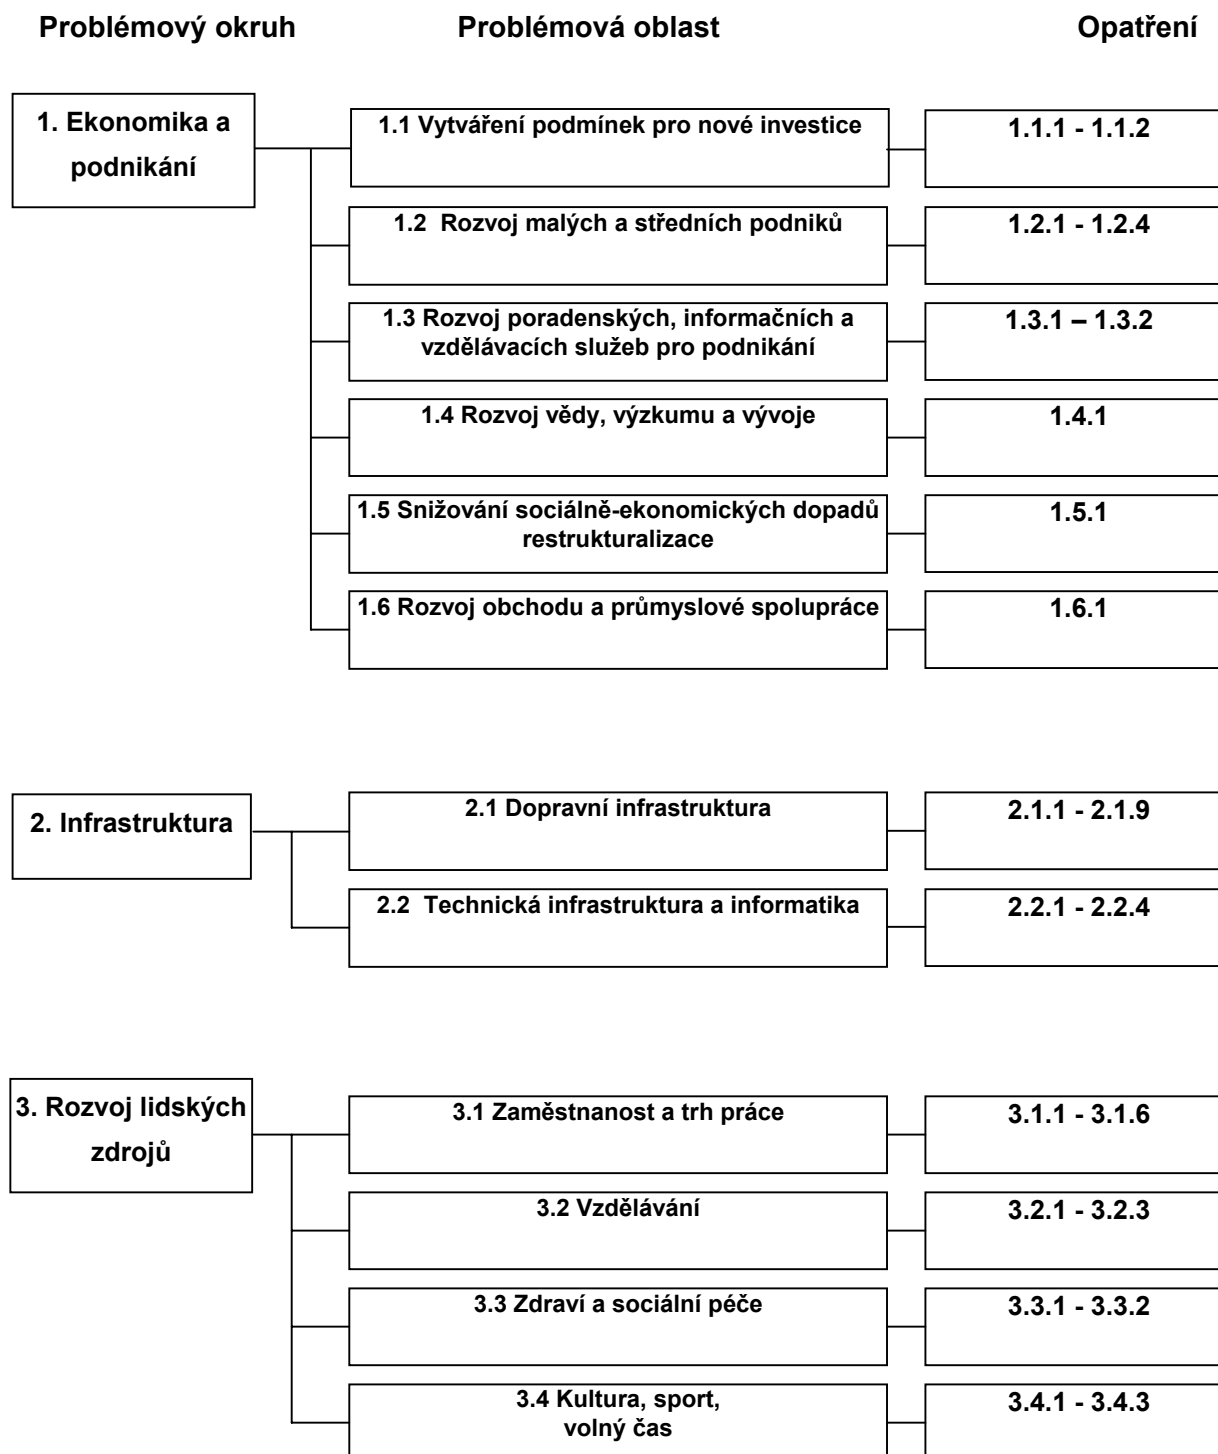 Problémový okruh
Problémová oblast
Opatření
1. Ekonomika a
podnikání
1.1 Vytváření podmínek pro nové investice
1.1.1 - 1.1.2
1.2 Rozvoj malých a středních podniků
1.2.1 - 1.2.4
1.3 Rozvoj poradenských, informačních a
vzdělávacích služeb pro podnikání
1.3.1 – 1.3.2
1.4 Rozvoj vědy, výzkumu a vývoje
1.4.1
1.5 Snižování sociálně-ekonomických dopadů
restrukturalizace
1.5.1
1.6 Rozvoj obchodu a průmyslové spolupráce
1.6.1
2. Infrastruktura
2.1 Dopravní infrastruktura
2.1.1 - 2.1.9
2.2 Technická infrastruktura a informatika
2.2.1 - 2.2.4
3. Rozvoj lidských
zdrojů
3.1 Zaměstnanost a trh práce
3.1.1 - 3.1.6
3.2 Vzdělávání
3.2.1 - 3.2.3
3.3 Zdraví a sociální péče
3.3.1 - 3.3.2
3.4 Kultura, sport,
volný čas
3.4.1 - 3.4.3